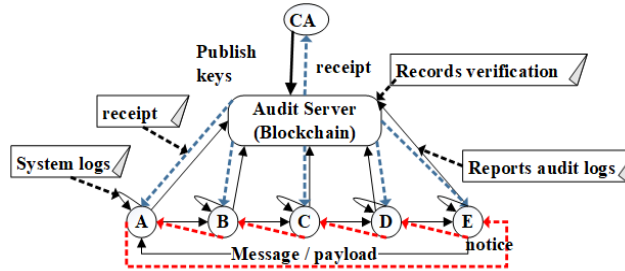 CA
Publish
keys
receipt
Records verification
receipt
Audit Server
(Blockchain)
System logs
Reports audit logs
A
B
C
D
E
notice
Message / payload